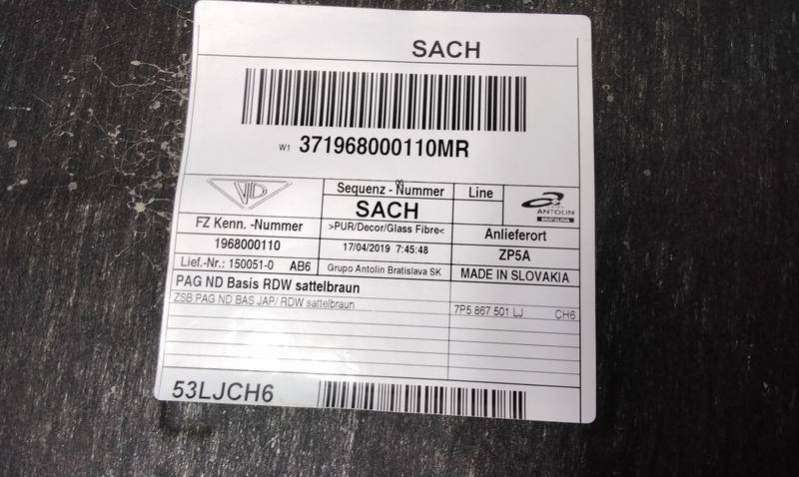 SACH
W1 371968000110MR
Sequenz - Nummer
Line
SACH
ANTOLIN
BRATISLAVA
FZ Kenn. -Nummer
>PUR/Decor/Glass Fibre<
Anlieferort
1968000110
17/04/2019 7:45:48
ZP5A
Lief.-Nr.: 150051-0 AB6
Grupo Antolin Bratislava SK
MADE IN SLOVAKIA
PAG ND Basis RDW sattelbraun
ZSB PAG ND BAS JAP/ RDW sattelbraun 7P5 867 501 LJ CH6
53LJCH6